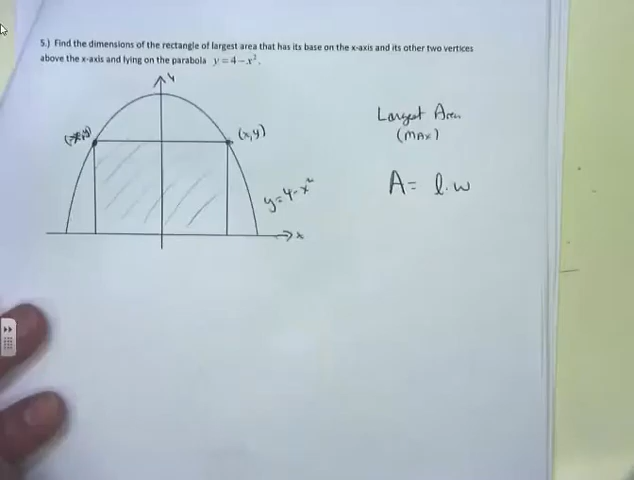 5.) Find the dimensions of the rectangle of largest area that has its base on the x-axis and its other two vertices
above the x-axis and lying on the parabola y = 4 – x².
y
Largest Area
(MAX)
(x,y)
A = l·w
y=4-x²
x